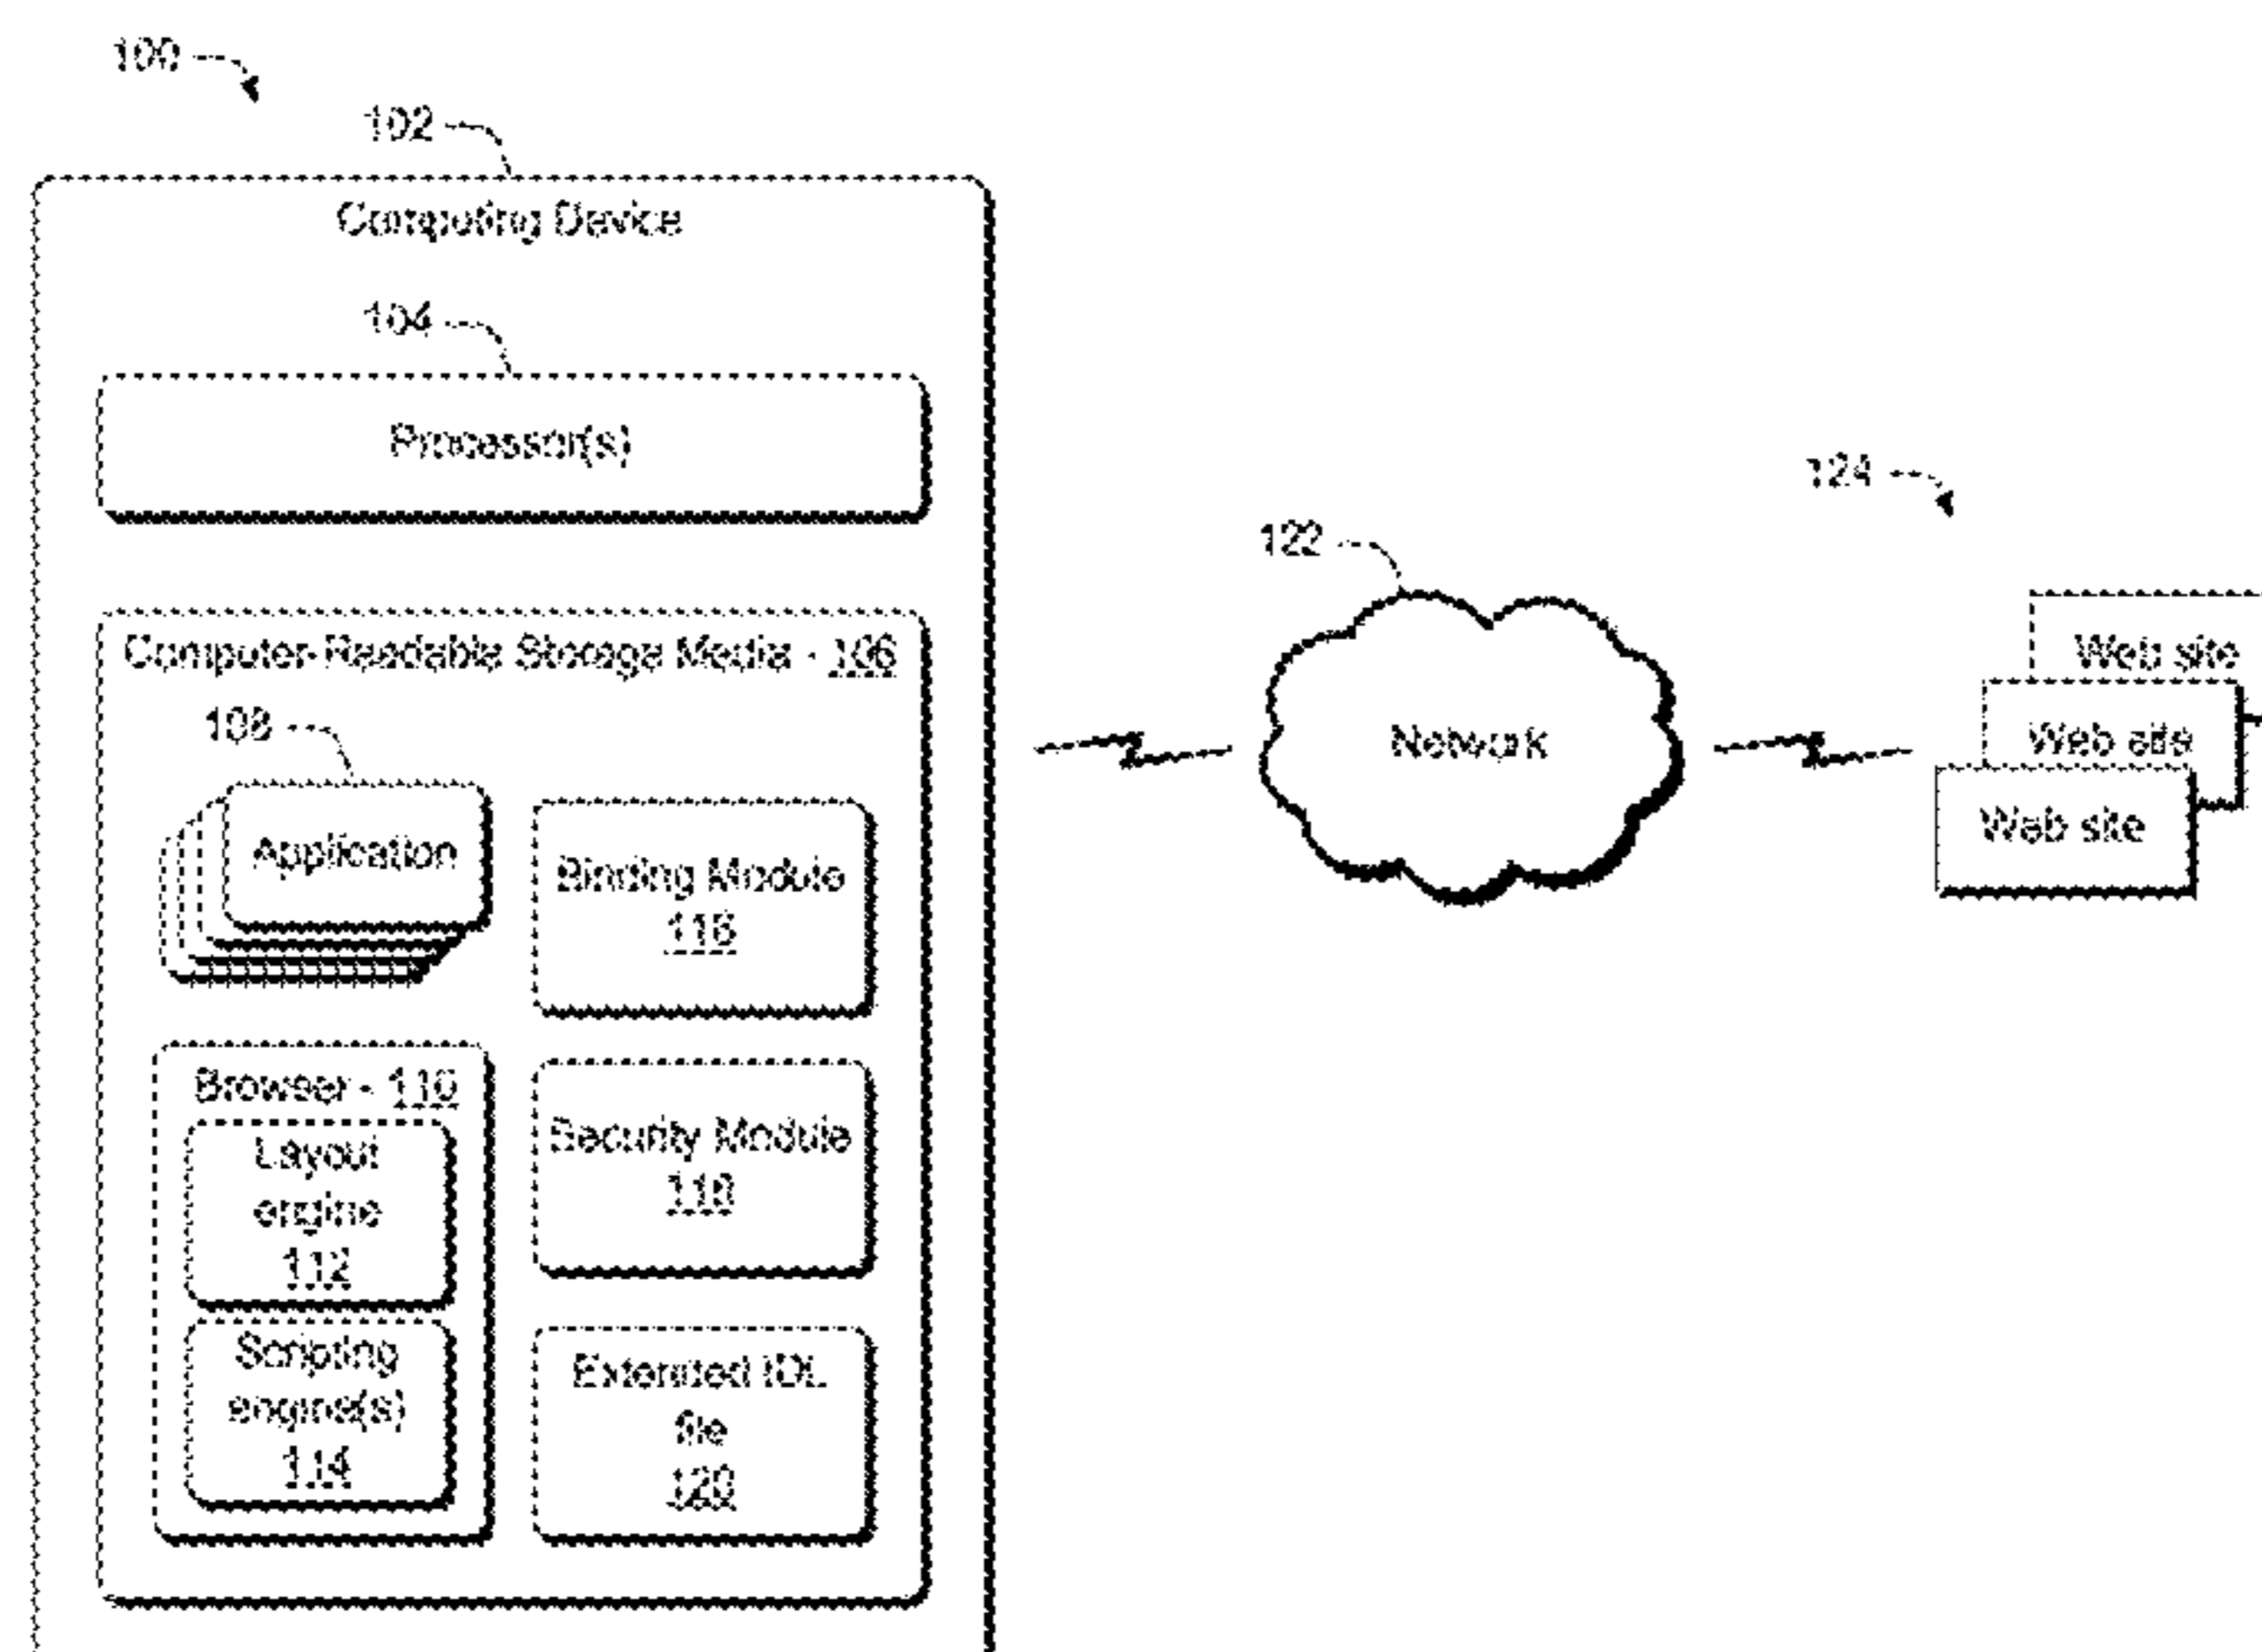 100
102
Computing Device
104
Processor(s)
Computer-Readable Storage Media - 106
108
Application
Binding Module
116
Browser - 110
Layout
engine
112
Scripting
engine(s)
114
Security Module
118
Extended IDL
file
120
122
Network
124
Web site
Web site
Web site